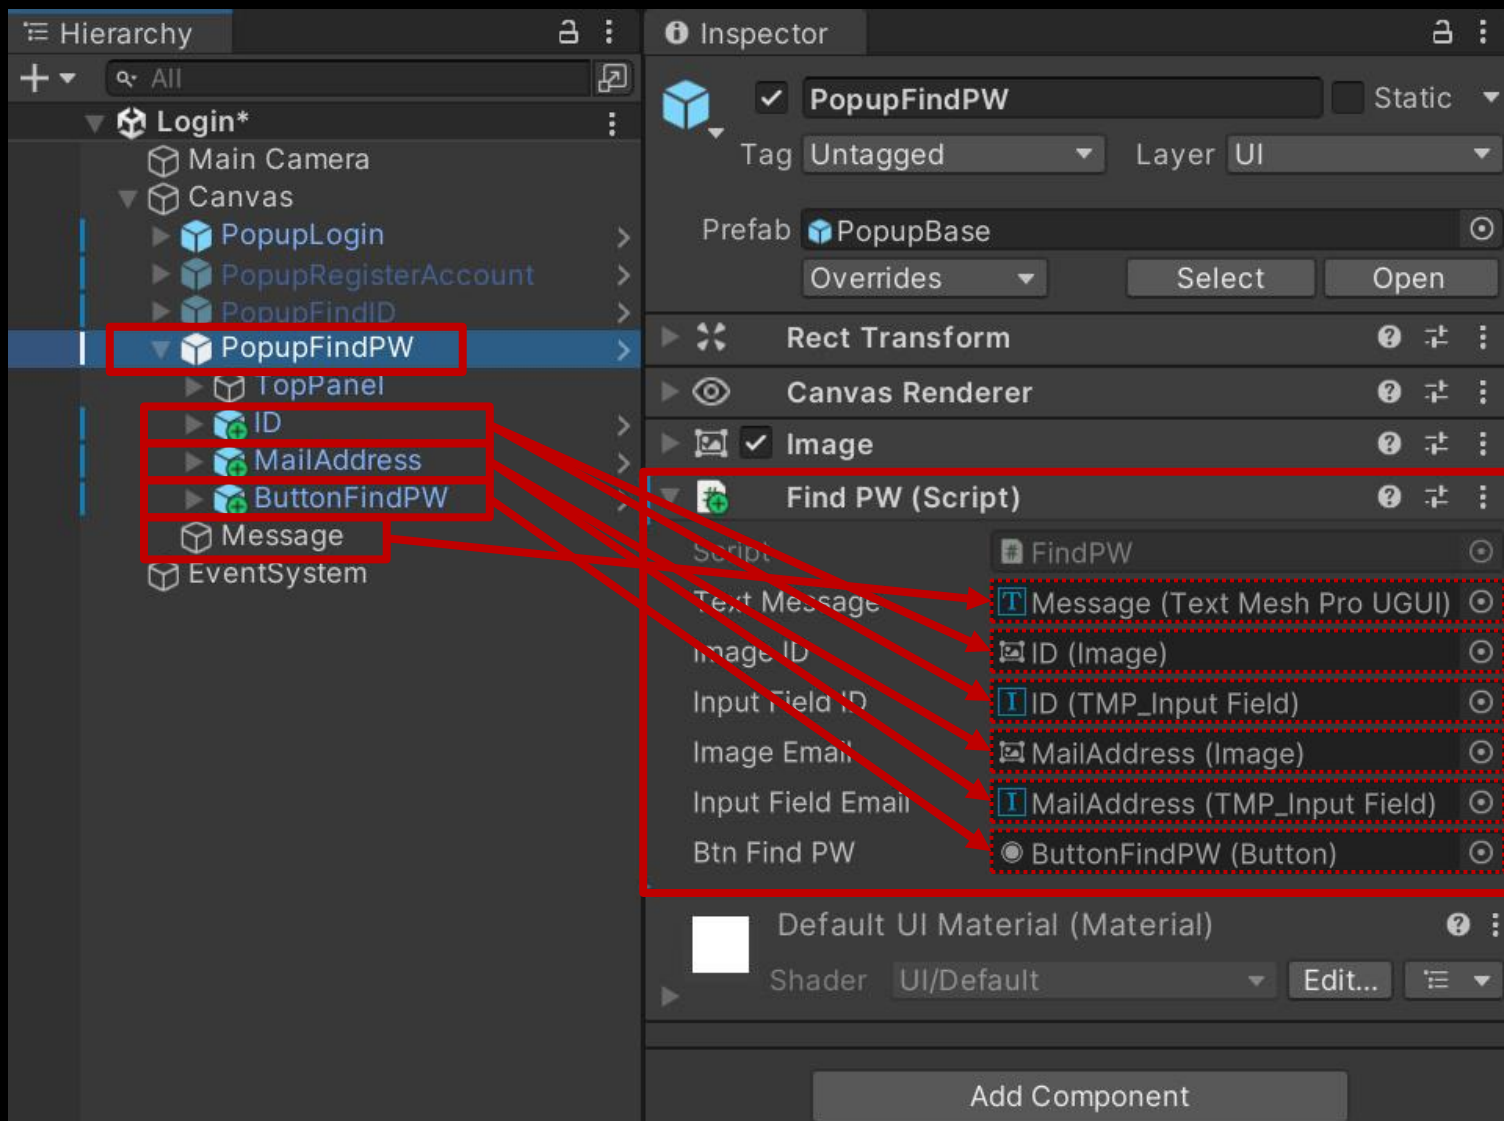 Hierarchy
All
Login*
Main Camera
Canvas
PopupLogin
PopupRegisterAccount
PopupFindID
PopupFindPW
TopPanel
ID
MailAddress
ButtonFindPW
Message
EventSystem
Inspector
PopupFindPW
Static
Tag Untagged Layer UI
Prefab PopupBase
Overrides Select Open
Rect Transform
Canvas Renderer
Image
Find PW (Script)
Script FindPW
Text Message Message (Text Mesh Pro UGUI)
Image ID ID (Image)
Input Field ID ID (TMP_Input Field)
Image Email MailAddress (Image)
Input Field Email MailAddress (TMP_Input Field)
Btn Find PW ButtonFindPW (Button)
Default UI Material (Material)
Shader UI/Default Edit...
Add Component